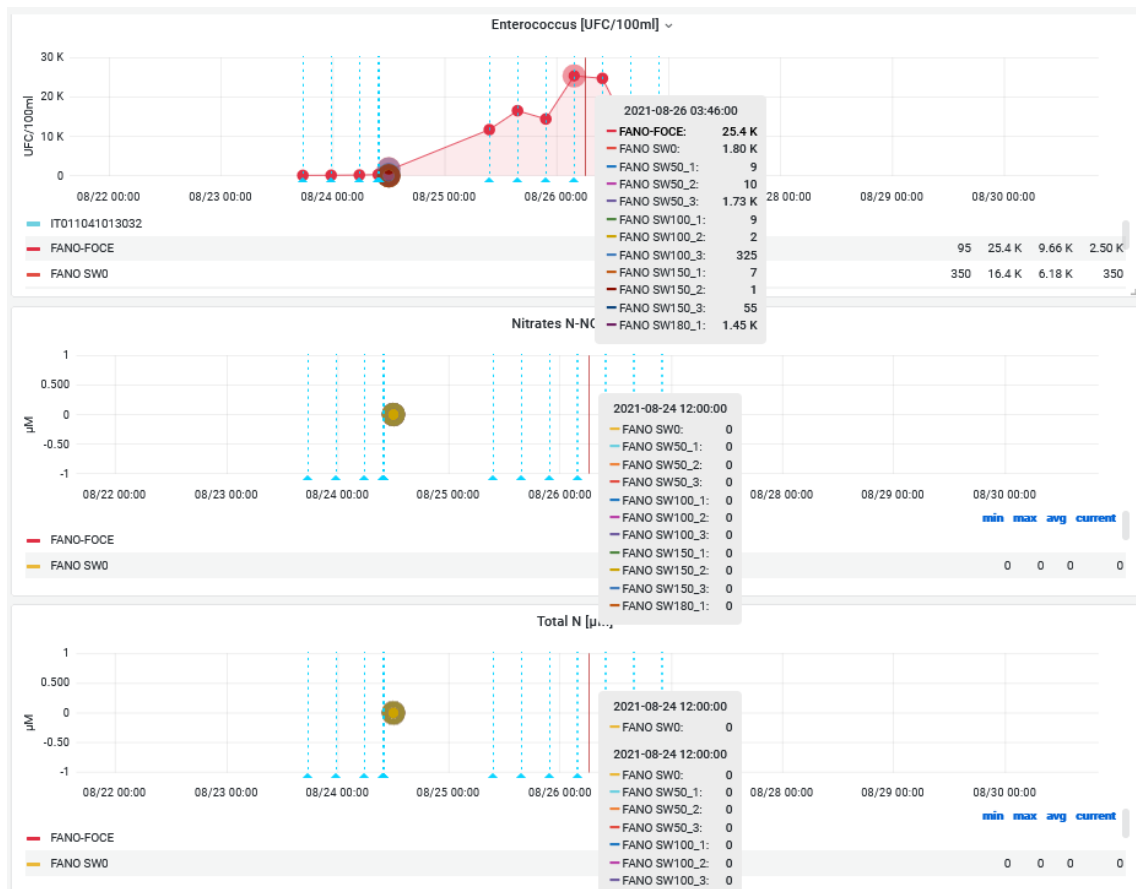 Enterococcus [UFC/100ml]
30 K
20 K
10 K
0
UFC/100ml
08/22 00:00 08/23 00:00 08/24 00:00 08/25 00:00 08/26 00:00 08/28 00:00 08/29 00:00 08/30 00:00
2021-08-26 03:46:00
FANO-FOCE: 25.4 K
FANO SW0: 1.80 K
FANO SW50_1: 9
FANO SW50_2: 10
FANO SW50_3: 1.73 K
FANO SW100_1: 9
FANO SW100_2: 2
FANO SW100_3: 325
FANO SW150_1: 7
FANO SW150_2: 1
FANO SW150_3: 55
FANO SW180_1: 1.45 K
IT011041013032
FANO-FOCE 95 25.4 K 9.66 K 2.50 K
FANO SW0 350 16.4 K 6.18 K 350
Nitrates N-NO
1
0.500
0
-0.50
-1
µM
08/22 00:00 08/23 00:00 08/24 00:00 08/25 00:00 08/26 00:00 08/28 00:00 08/29 00:00 08/30 00:00
2021-08-24 12:00:00
FANO SW0: 0
FANO SW50_1: 0
FANO SW50_2: 0
FANO SW50_3: 0
FANO SW100_1: 0
FANO SW100_2: 0
FANO SW100_3: 0
FANO SW150_1: 0
FANO SW150_2: 0
FANO SW150_3: 0
FANO SW180_1: 0
min max avg current
FANO-FOCE
FANO SW0 0 0 0 0
Total N [µM]
1
0.500
0
-0.50
-1
µM
08/22 00:00 08/23 00:00 08/24 00:00 08/25 00:00 08/26 00:00 08/28 00:00 08/29 00:00 08/30 00:00
2021-08-24 12:00:00
FANO SW0: 0
2021-08-24 12:00:00
FANO SW0: 0
FANO SW50_1: 0
FANO SW50_2: 0
FANO SW50_3: 0
FANO SW100_1: 0
FANO SW100_2: 0
FANO SW100_3: 0
min max avg current
FANO-FOCE
FANO SW0 0 0 0 0